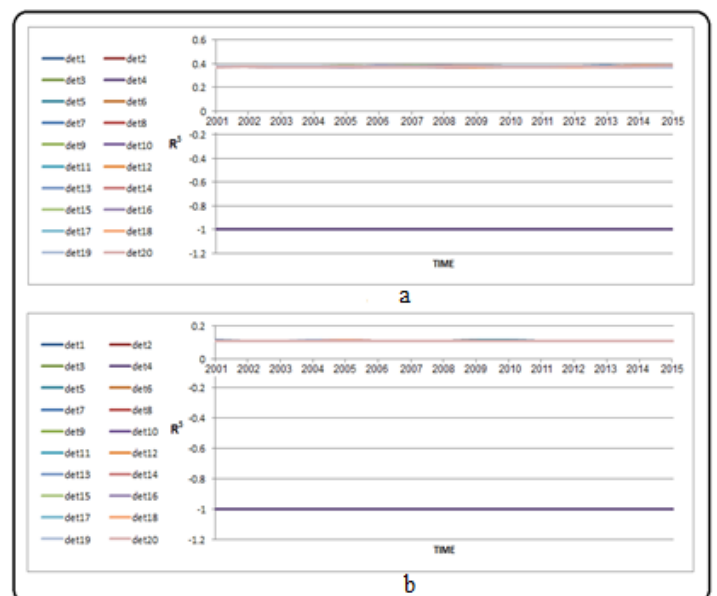 det1 det2
det3 det4
det5 det6
det7 det8
det9 det10
det11 det12
det13 det14
det15 det16
det17 det18
det19 det20
R³
0.6
0.4
0.2
0
-0.2
-0.4
-0.6
-0.8
-1
-1.2
2001 2002 2003 2004 2005 2006 2007 2008 2009 2010 2011 2012 2013 2014 2015
TIME
a
det1 det2
det3 det4
det5 det6
det7 det8
det9 det10
det11 det12
det13 det14
det15 det16
det17 det18
det19 det20
R³
0.2
0
-0.2
-0.4
-0.6
-0.8
-1
-1.2
2001 2002 2003 2004 2005 2006 2007 2008 2009 2010 2011 2012 2013 2014 2015
TIME
b